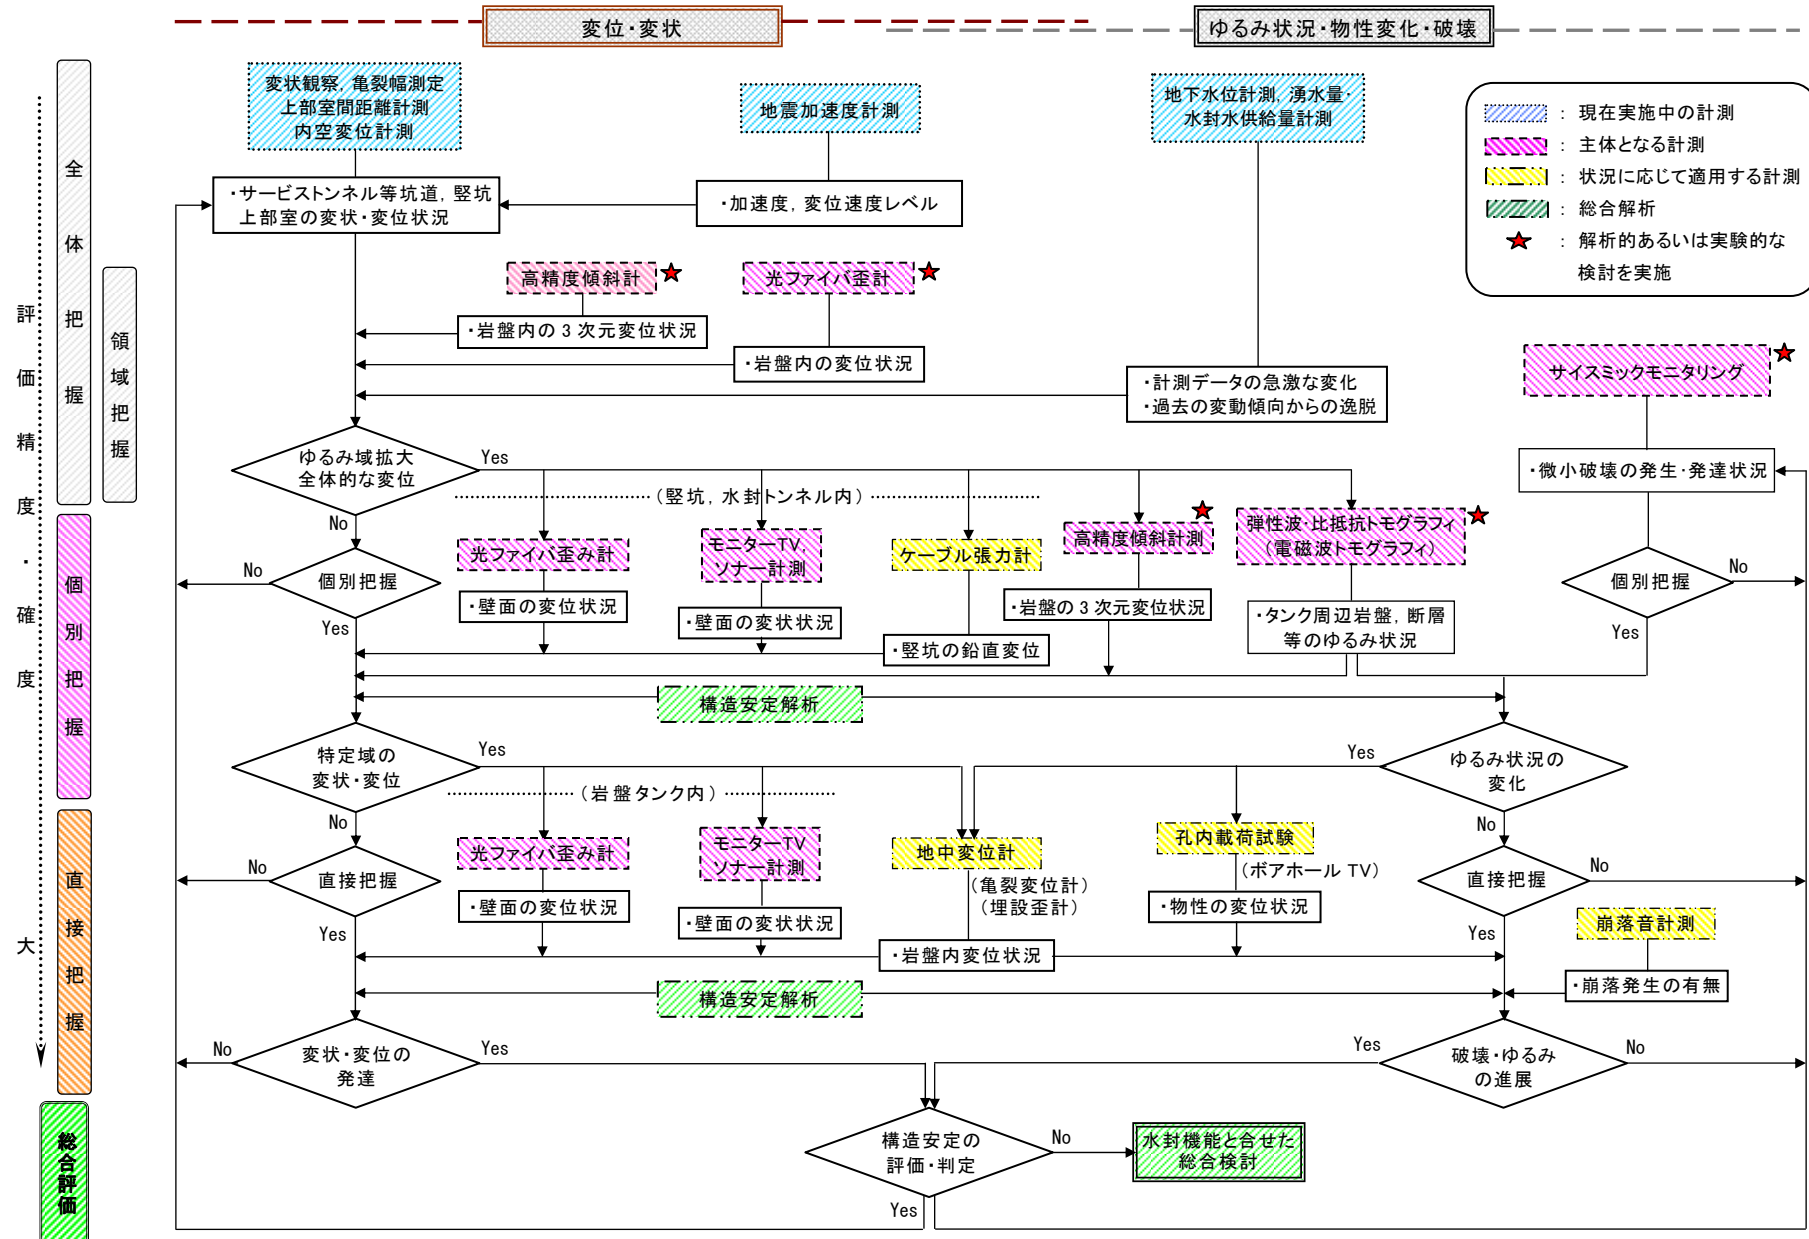 変位・変状
ゆるみ状況・物性変化・破壊
変状観察, 亀裂幅測定
上部室間距離計測
内空変位計測
地震加速度計測
地下水位計測, 湧水量・
水封水供給量計測
： 現在実施中の計測
： 主体となる計測
： 状況に応じて適用する計測
： 総合解析
： 解析的あるいは実験的な
検討を実施
全体把握
領域把握
個別把握
直接把握
総合評価
評価精度・確度
大
・サービストンネル等坑道, 竪坑
上部室の変状・変位状況
・加速度, 変位速度レベル
高精度傾斜計
光ファイバ歪計
・岩盤内の3次元変位状況
・岩盤内の変位状況
・計測データの急激な変化
・過去の変動傾向からの逸脱
サイスミックモニタリング
・微小破壊の発生・発達状況
ゆるみ域拡大
全体的な変位
Yes
No
（竪坑, 水封トンネル内）
光ファイバ歪み計
モニターTV,
ソナー計測
ケーブル張力計
高精度傾斜計測
弾性波・比抵抗トモグラフィ
（電磁波トモグラフィ）
個別把握
No
Yes
個別把握
No
Yes
・壁面の変位状況
・壁面の変状状況
・竪坑の鉛直変位
・岩盤の3次元変位状況
・タンク周辺岩盤, 断層
等のゆるみ状況
構造安定解析
特定域の
変状・変位
Yes
No
ゆるみ状況の
変化
Yes
No
（岩盤タンク内）
光ファイバ歪み計
モニターTV
ソナー計測
地中変位計
（亀裂変位計）
（埋設歪計）
孔内載荷試験
（ボアホール TV）
直接把握
No
Yes
直接把握
No
Yes
・壁面の変位状況
・壁面の変状状況
・岩盤内変位状況
・物性の変位状況
崩落音計測
・崩落発生の有無
構造安定解析
変状・変位の
発達
No
Yes
破壊・ゆるみ
の進展
Yes
No
構造安定の
評価・判定
No
Yes
水封機能と合せた
総合検討